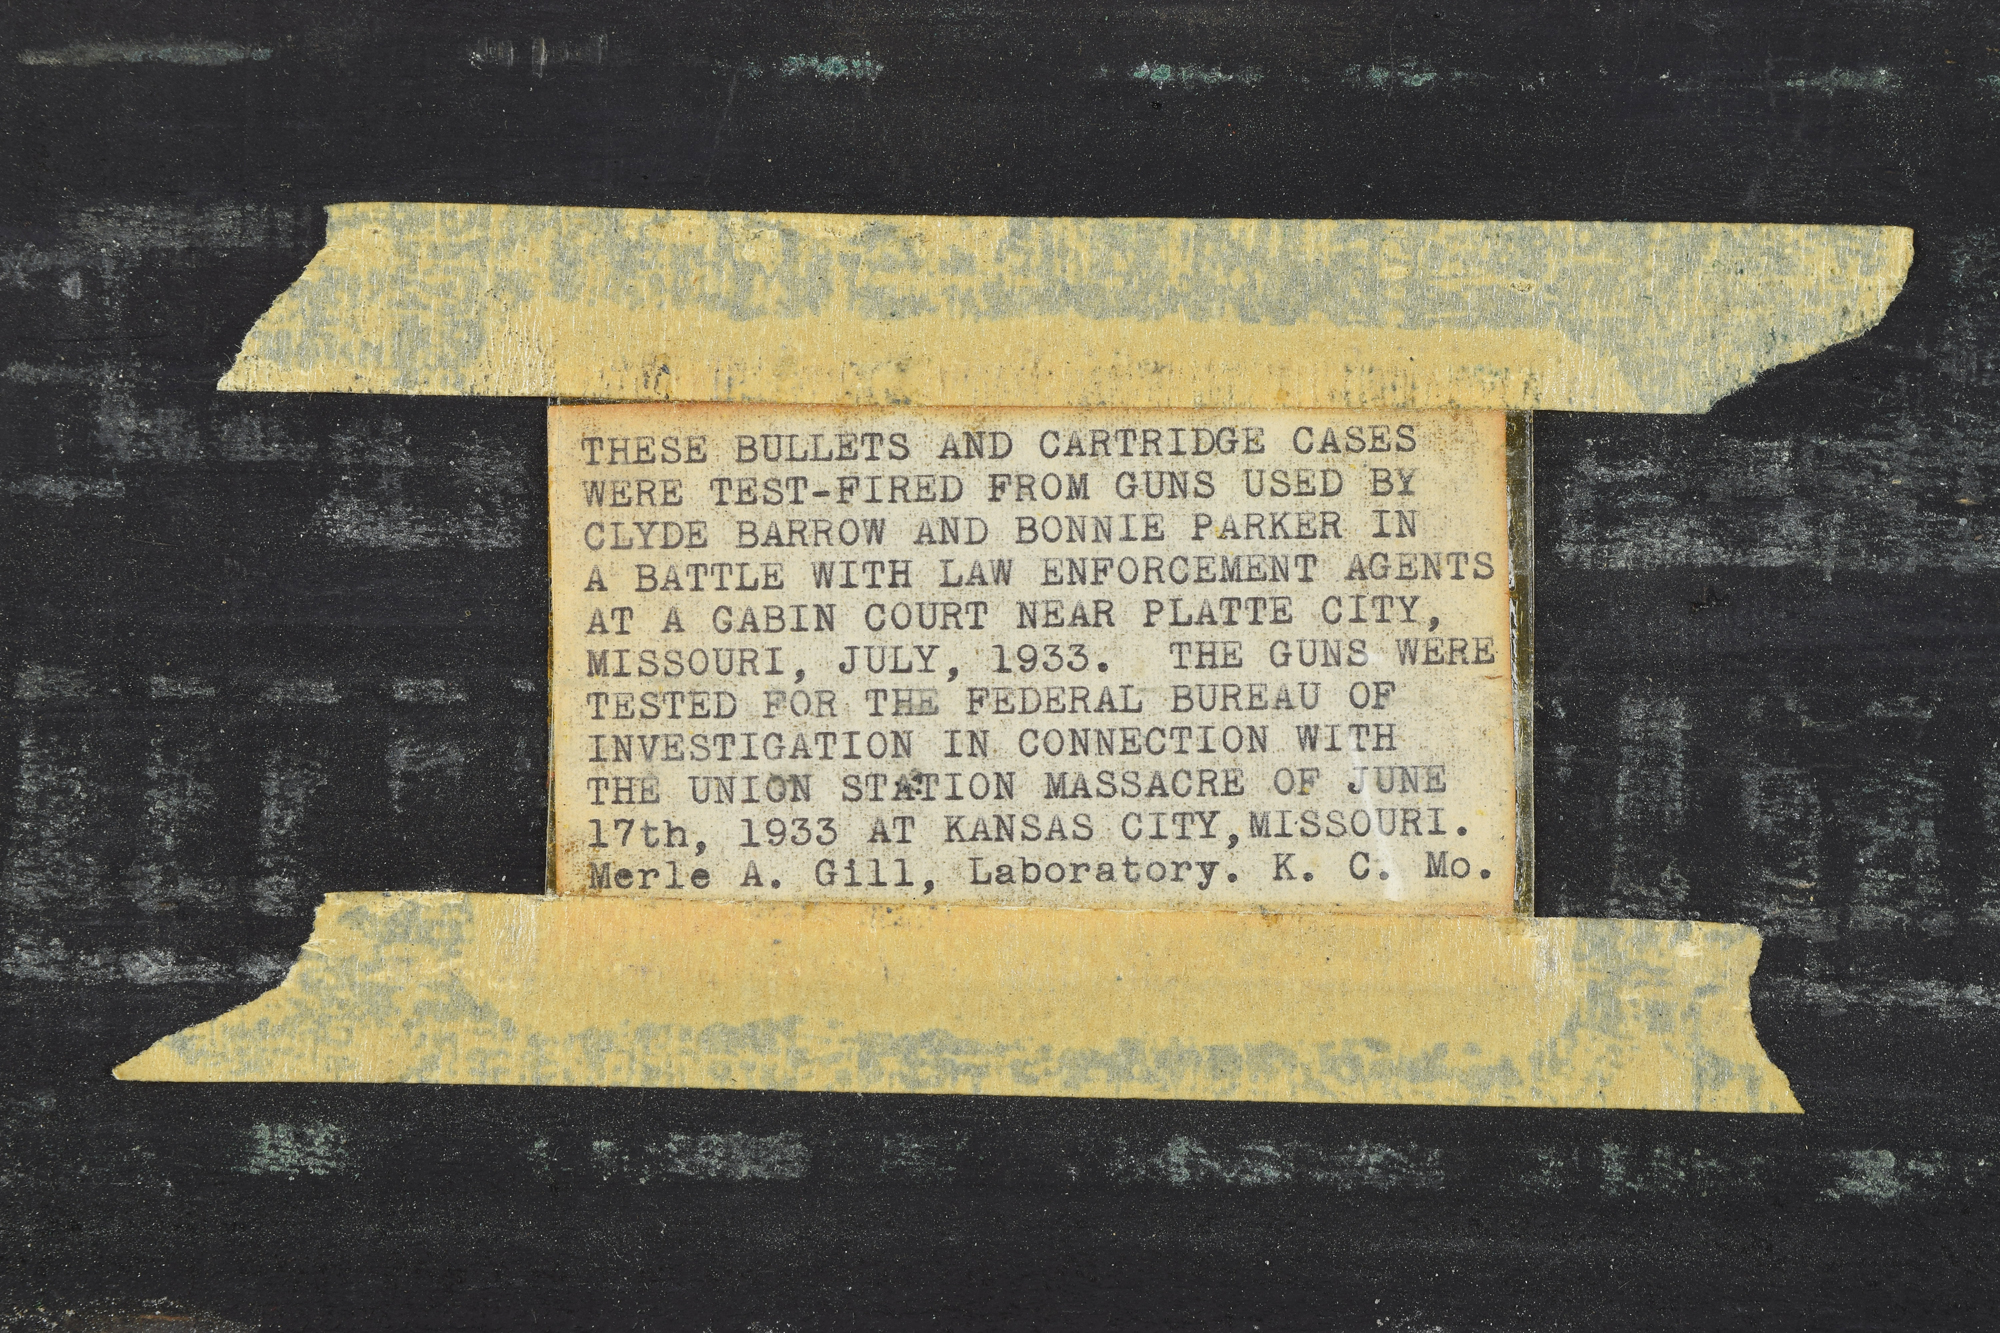 THESE BULLETS AND CARTRIDGE CASES
WERE TEST-FIRED FROM GUNS USED BY
CLYDE BARROW AND BONNIE PARKER IN
A BATTLE WITH LAW ENFORCEMENT AGENTS
AT A GABIN COURT NEAR PLATTE CITY,
MISSOURI, JULY, 1933. THE GUNS WERE
TESTED FOR THE FEDERAL BUREAU OF
INVESTIGATION IN CONNECTION WITH
THE UNION STATION MASSACRE OF JUNE
17th, 1933 AT KANSAS CITY,MISSOURI.
Merle A. Gill, Laboratory. K. C. Mo.